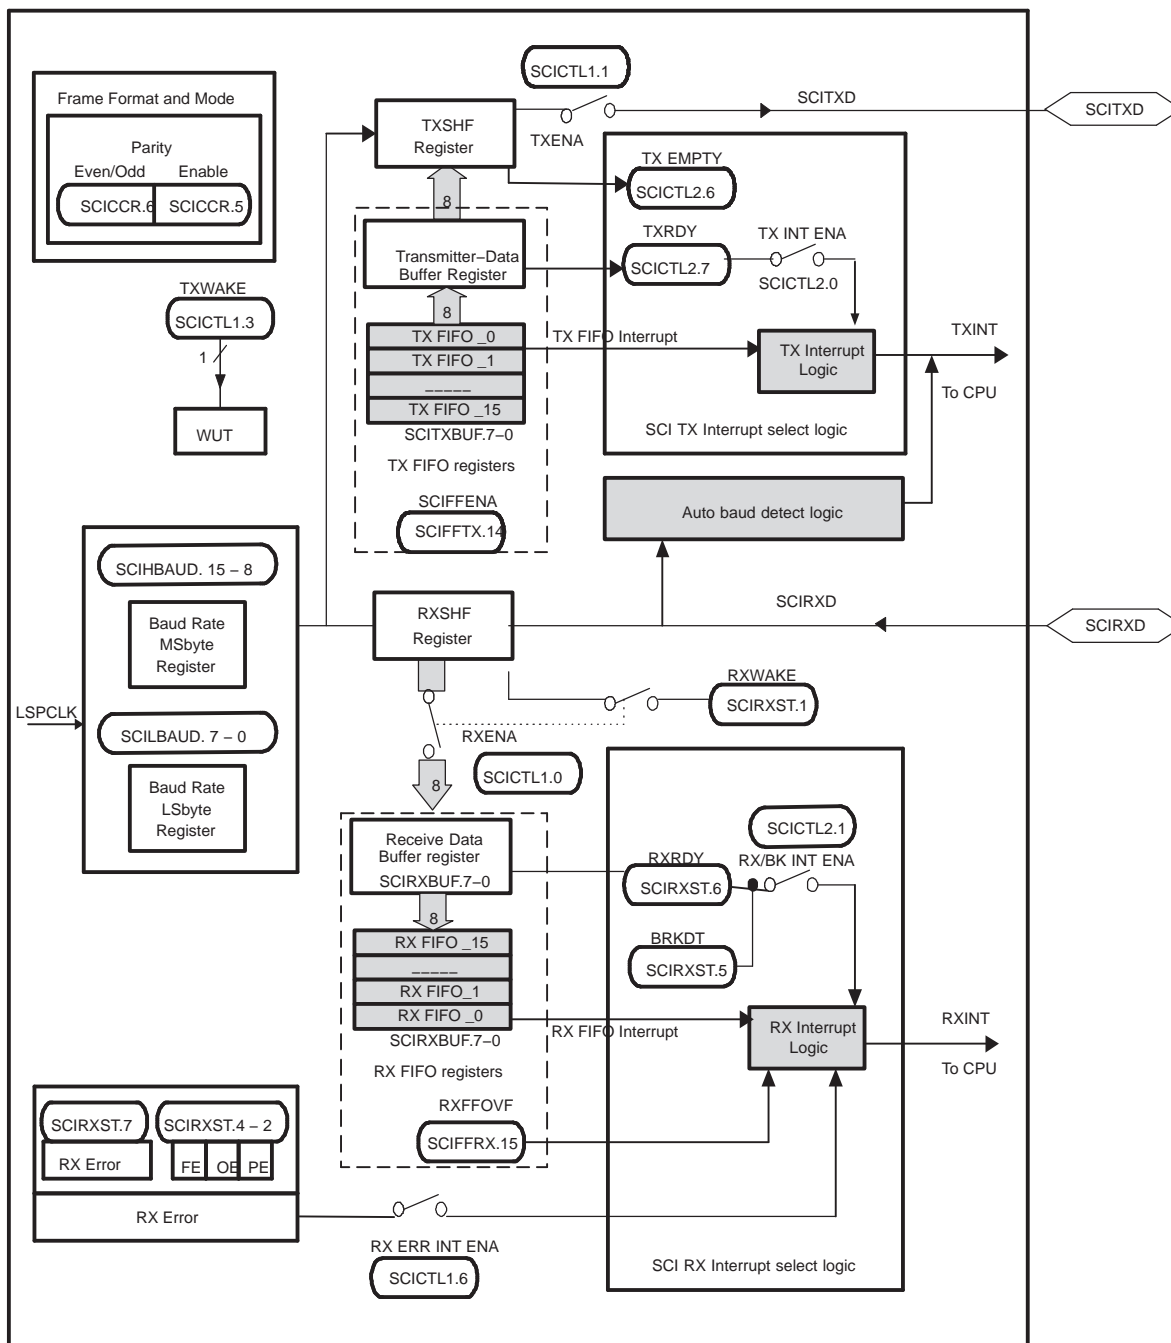 SCICTL1.1
SCITXD
SCITXD
TXENA
Frame Format and Mode
Parity
Even/Odd Enable
SCICCR.6 SCICCR.5
TXSHF
Register
8
TX EMPTY
SCICTL2.6
TXRDY
SCICTL2.7
TX INT ENA
SCICTL2.0
Transmitter–Data
Buffer Register
8
TX FIFO _0
TX FIFO _1
_____
TX FIFO _15
SCITXBUF.7–0
TX FIFO registers
SCIFFENA
SCIFFTX.14
TX FIFO Interrupt
TX Interrupt
Logic
SCI TX Interrupt select logic
TXINT
To CPU
TXWAKE
SCICTL1.3
1
WUT
Auto baud detect logic
SCIHBAUD. 15 – 8
Baud Rate
MSbyte
Register
LSPCLK
SCILBAUD. 7 – 0
Baud Rate
LSbyte
Register
RXSHF
Register
SCIRXD
SCIRXD
RXWAKE
SCIRXST.1
RXENA
SCICTL1.0
8
Receive Data
Buffer register
SCIRXBUF.7–0
8
RX FIFO _15
_____
RX FIFO_1
RX FIFO _0
SCIRXBUF.7–0
RX FIFO registers
SCICTL2.1
RX/BK INT ENA
RXRDY
SCIRXST.6
BRKDT
SCIRXST.5
RX FIFO Interrupt
RX Interrupt
Logic
RXINT
To CPU
RXFFOVF
SCIFFRX.15
SCIRXST.7
SCIRXST.4 – 2
RX Error
FE OE PE
RX Error
RX ERR INT ENA
SCICTL1.6
SCI RX Interrupt select logic